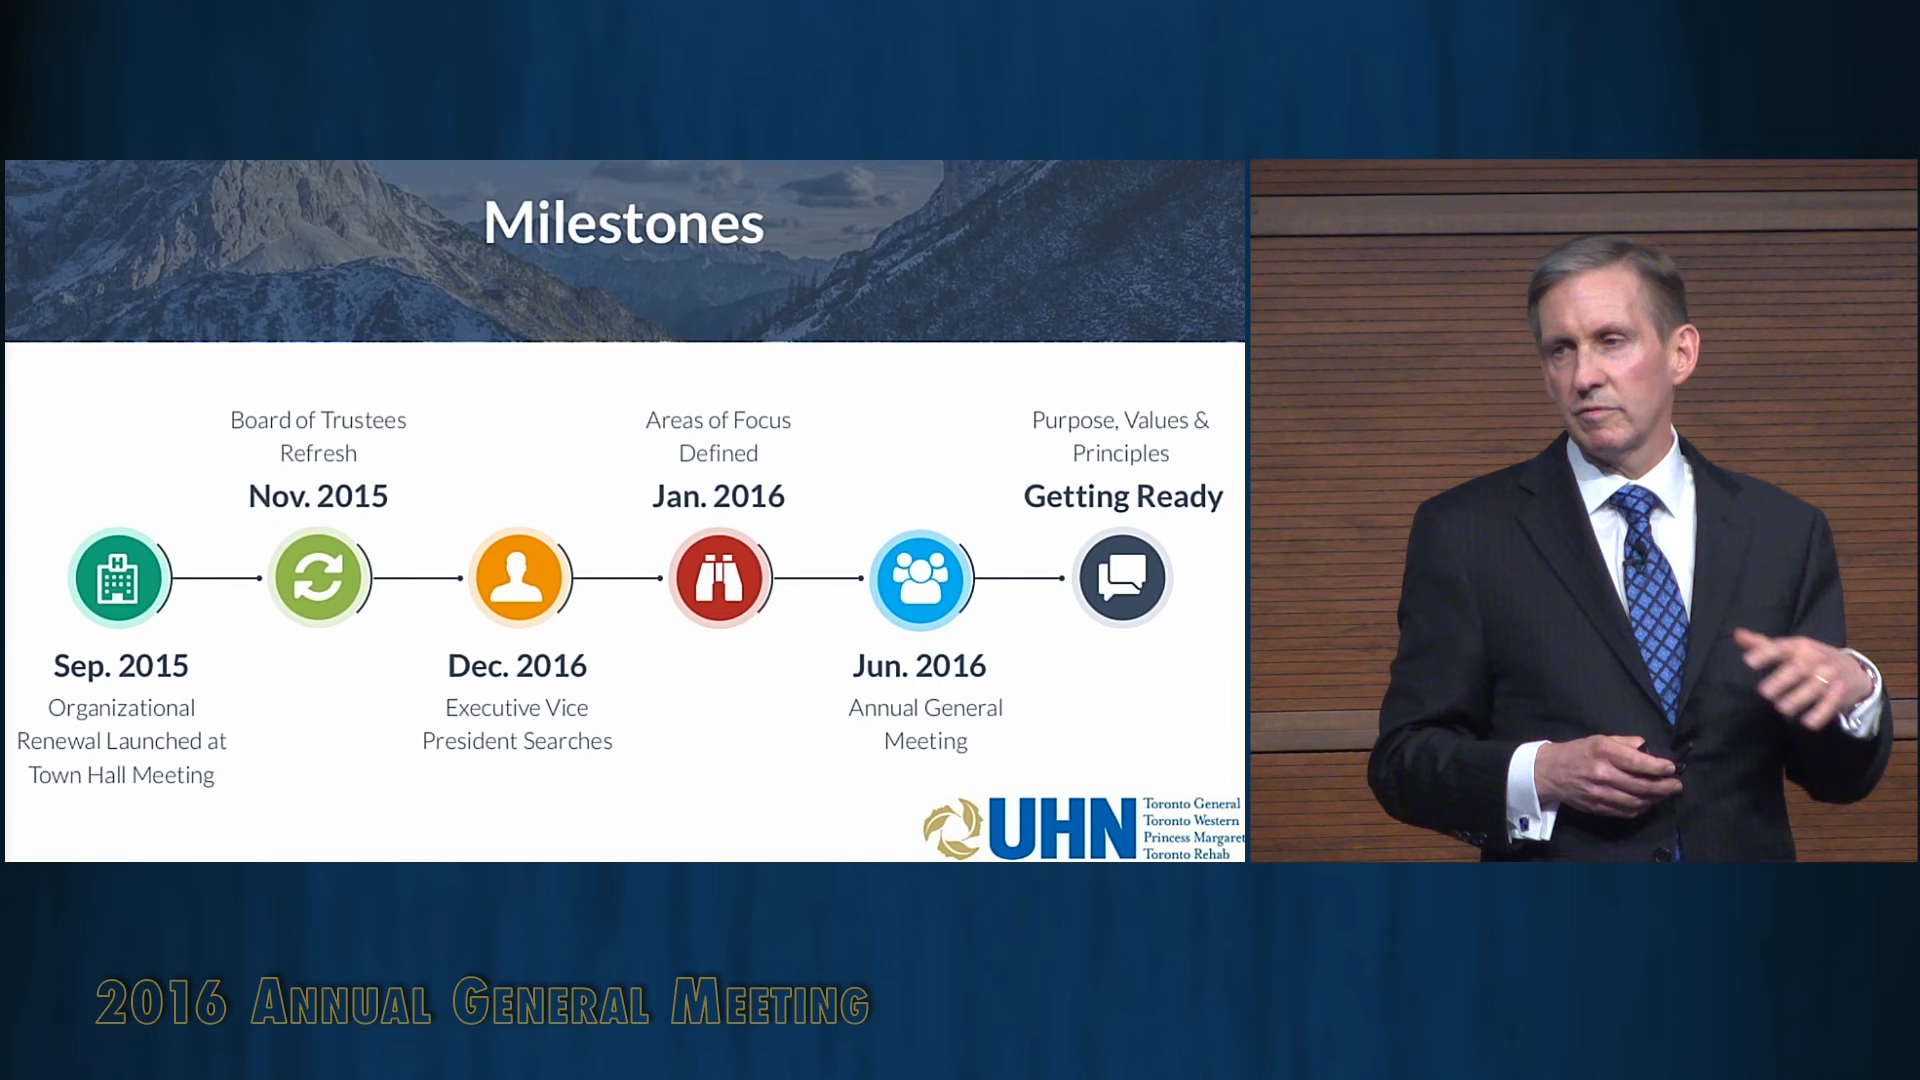 Milestones
Board of Trustees
Refresh
Nov. 2015
Areas of Focus
Defined
Jan. 2016
Purpose, Values &
Principles
Getting Ready
H
Sep. 2015
Organizational
Renewal Launched at
Town Hall Meeting
Dec. 2016
Executive Vice
President Searches
Jun. 2016
Annual General
Meeting
UHN
Toronto General
Toronto Western
Princess Margaret
Toronto Rehab
2016 ANNUAL GENERAL MEETING